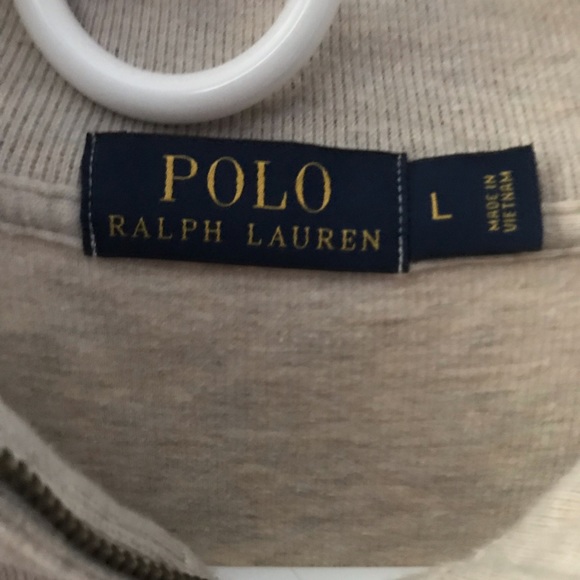 POLO
RALPH LAUREN
L
MADE IN
VIETNAM